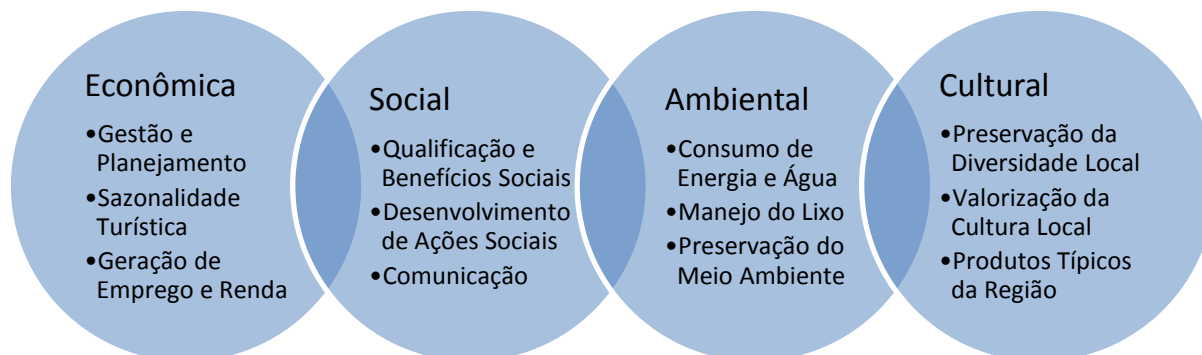 Econômica
•Gestão e
Planejamento
•Sazonalidade
Turística
•Geração de
Emprego e Renda
Social
•Qualificação e
Benefícios Sociais
•Desenvolvimento
de Ações Sociais
•Comunicação
Ambiental
•Consumo de
Energia e Água
•Manejo do Lixo
•Preservação do
Meio Ambiente
Cultural
•Preservação da
Diversidade Local
•Valorização da
Cultura Local
•Produtos Típicos
da Região